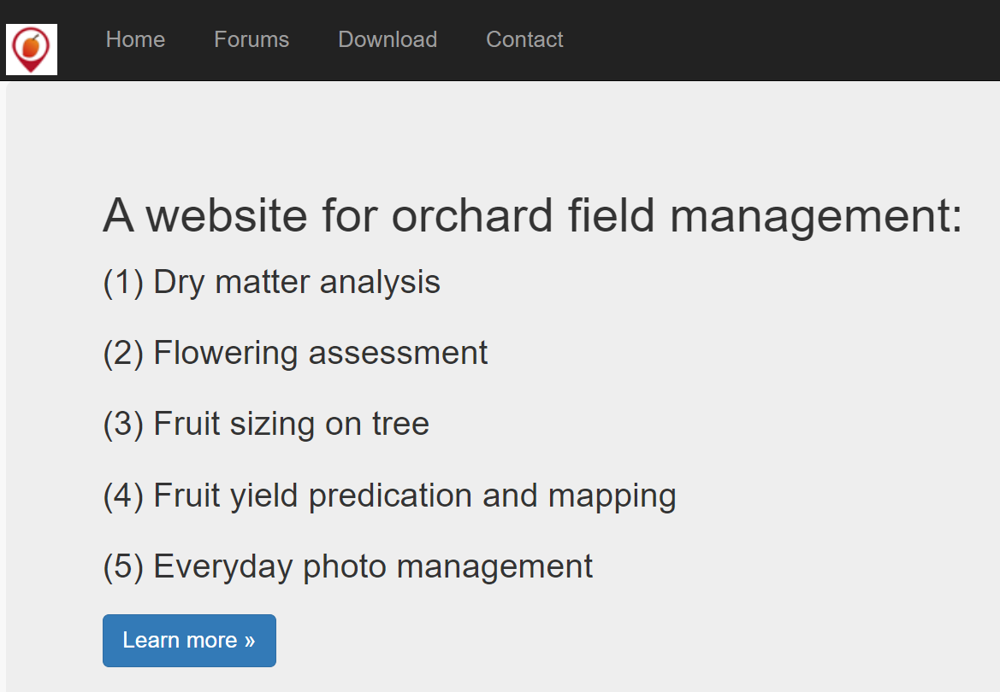 Home Forums Download Contact
A website for orchard field management:
(1) Dry matter analysis
(2) Flowering assessment
(3) Fruit sizing on tree
(4) Fruit yield predication and mapping
(5) Everyday photo management
Learn more »